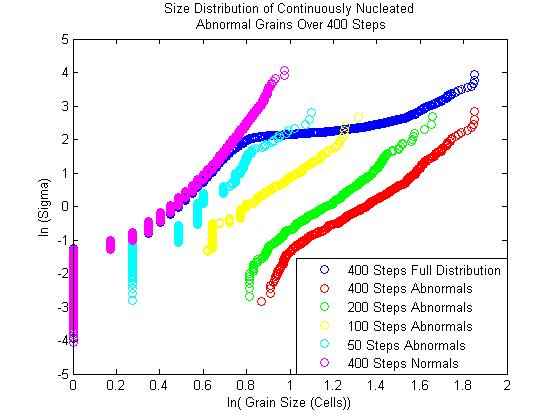 Size Distribution of Continuously Nucleated
Abnormal Grains Over 400 Steps
5
4
3
2
1
0
-1
-2
-3
-4
-5
ln (Sigma)
400 Steps Full Distribution
400 Steps Abnormals
200 Steps Abnormals
100 Steps Abnormals
50 Steps Abnormals
400 Steps Normals
0 0.2 0.4 0.6 0.8 1 1.2 1.4 1.6 1.8 2
ln( Grain Size (Cells))